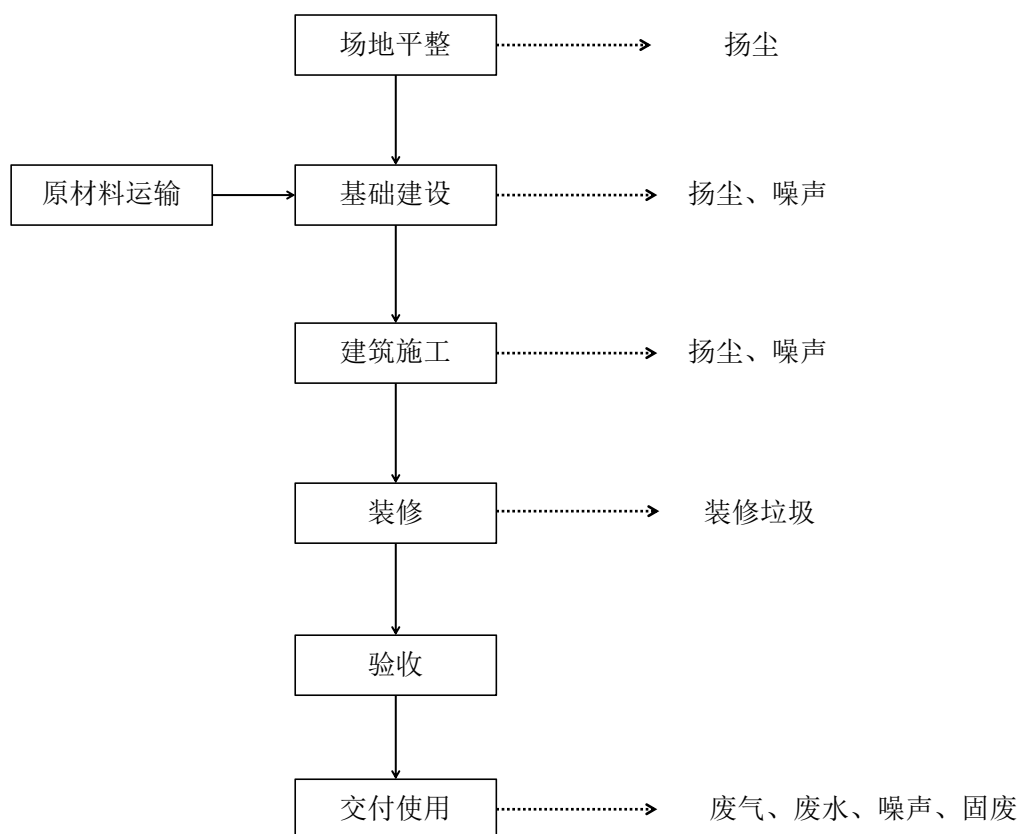 场地平整
扬尘
原材料运输
基础建设
扬尘、噪声
建筑施工
扬尘、噪声
装修
装修垃圾
验收
交付使用
废气、废水、噪声、固废